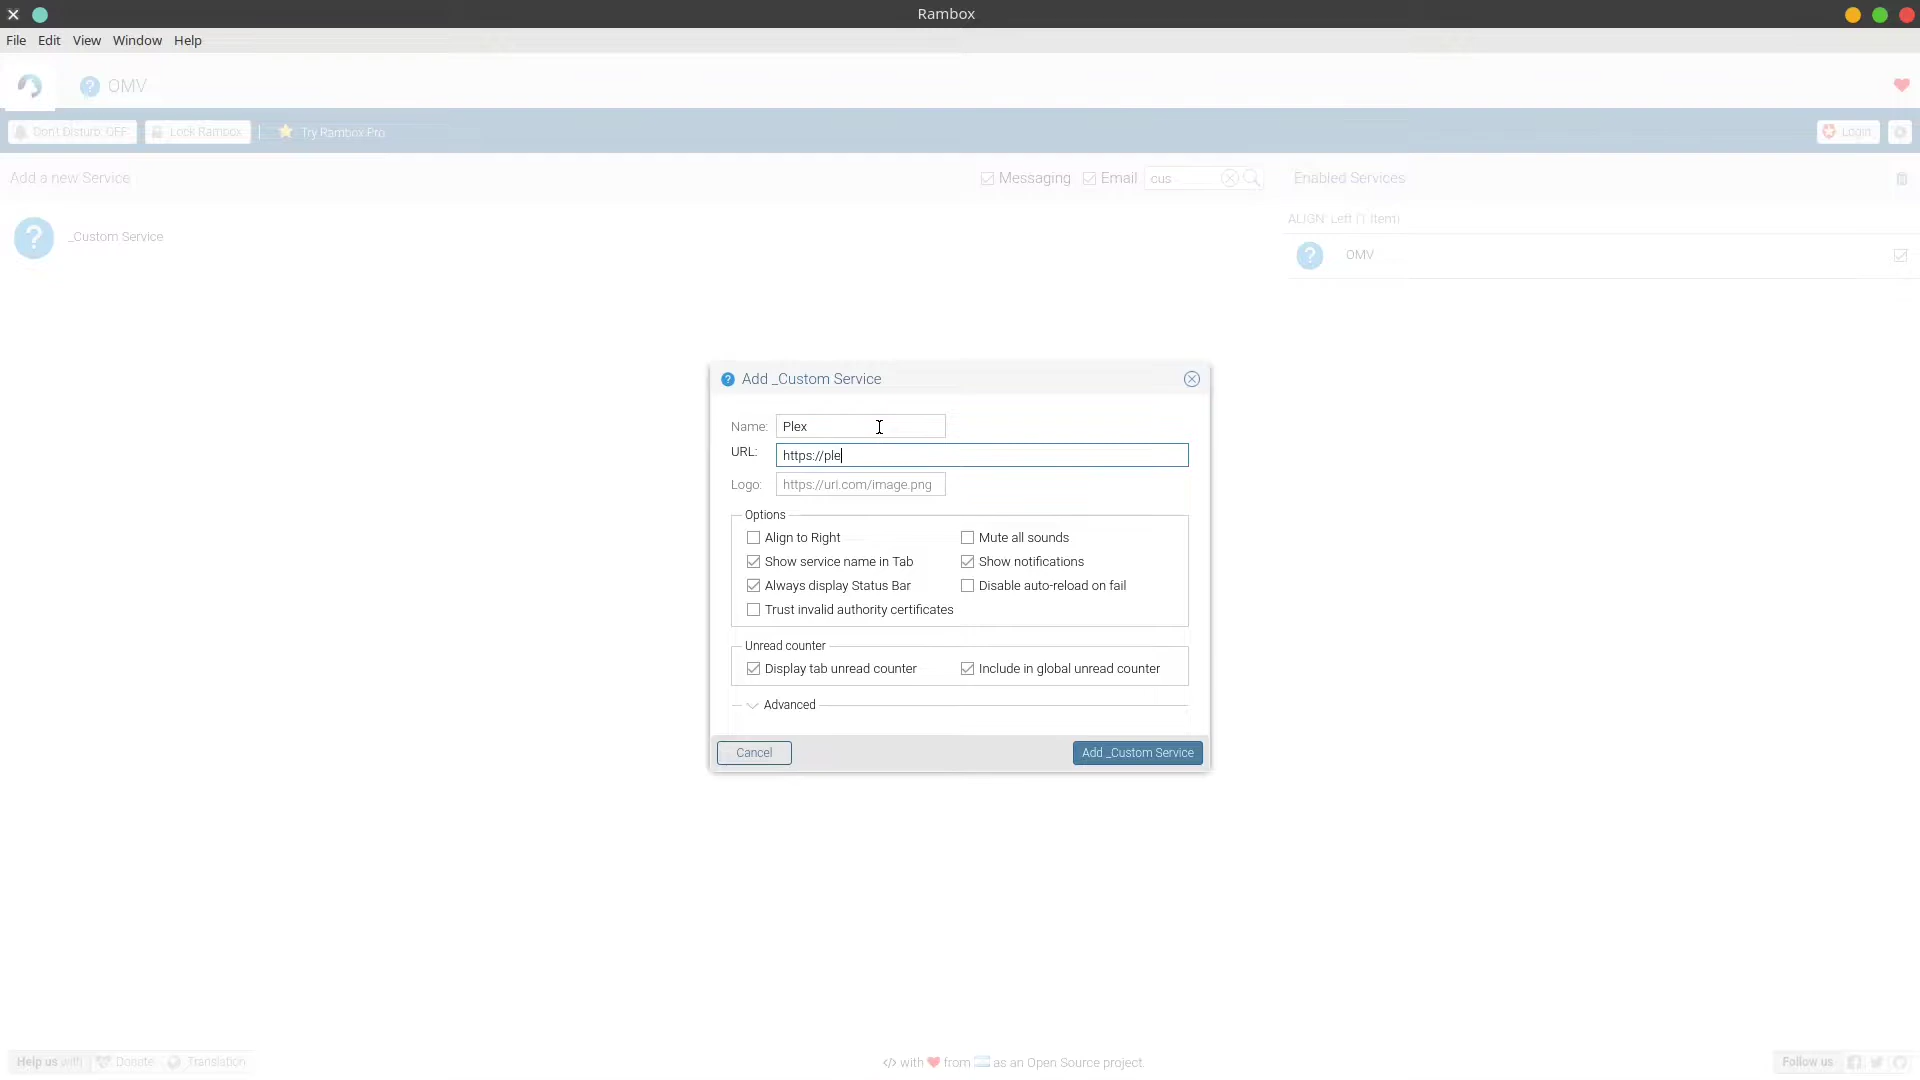 Rambox
File Edit View Window Help
OMV
Don't Disturb: OFF Lock Rambox Try Rambox Pro Login
Add a new Service Messaging Email cus Enabled Services
ALIGN: Left (1 Item)
_Custom Service OMV
Add _Custom Service
Name: Plex
URL: https://ple
Logo: https://url.com/image.png
Options
Align to Right Mute all sounds
Show service name in Tab Show notifications
Always display Status Bar Disable auto-reload on fail
Trust invalid authority certificates
Unread counter
Display tab unread counter Include in global unread counter
Advanced
Cancel Add _Custom Service
Help us with Donate Translation </> with from as an Open Source project. Follow us